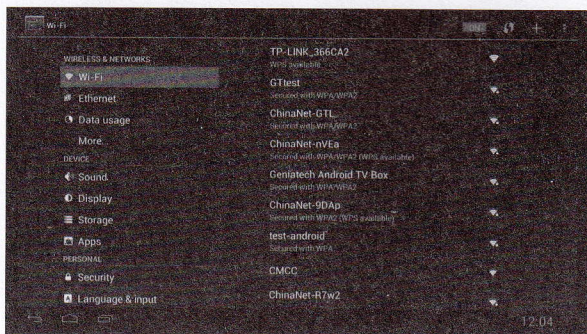 Wi-Fi
WIRELESS & NETWORKS
Wi-Fi
Ethernet
Data usage
More
DEVICE
Sound
Display
Storage
Apps
PERSONAL
Security
Language & input
TP-LINK_366CA2
WPS available
GTtest
Secured with WPA/WPA2
ChinaNet-GTL
Secured with WPA/WPA2
ChinaNet-nVEa
Secured with WPA/WPA2 (WPS available)
Geniatech Android TV Box
Secured with WPA/WPA2
ChinaNet-9DAp
Secured with WPA2 (WPS available)
test-android
Secured with WPA
CMCC
ChinaNet-R7w2
12:04